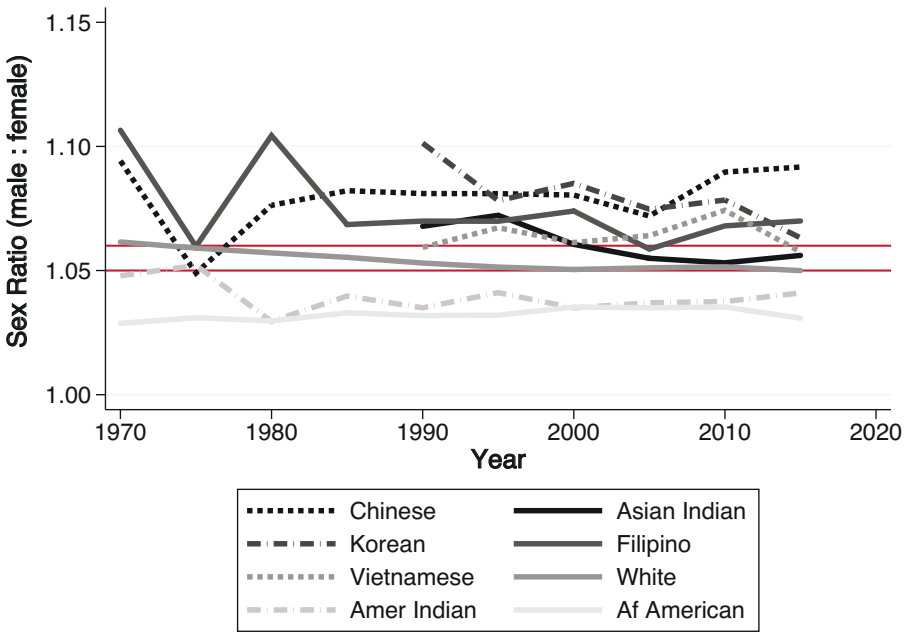 Sex Ratio (male : female)
1.15
1.10
1.05
1.00
1970 1980 1990 2000 2010 2020
Year
Chinese Asian Indian
Korean Filipino
Vietnamese White
Amer Indian Af American